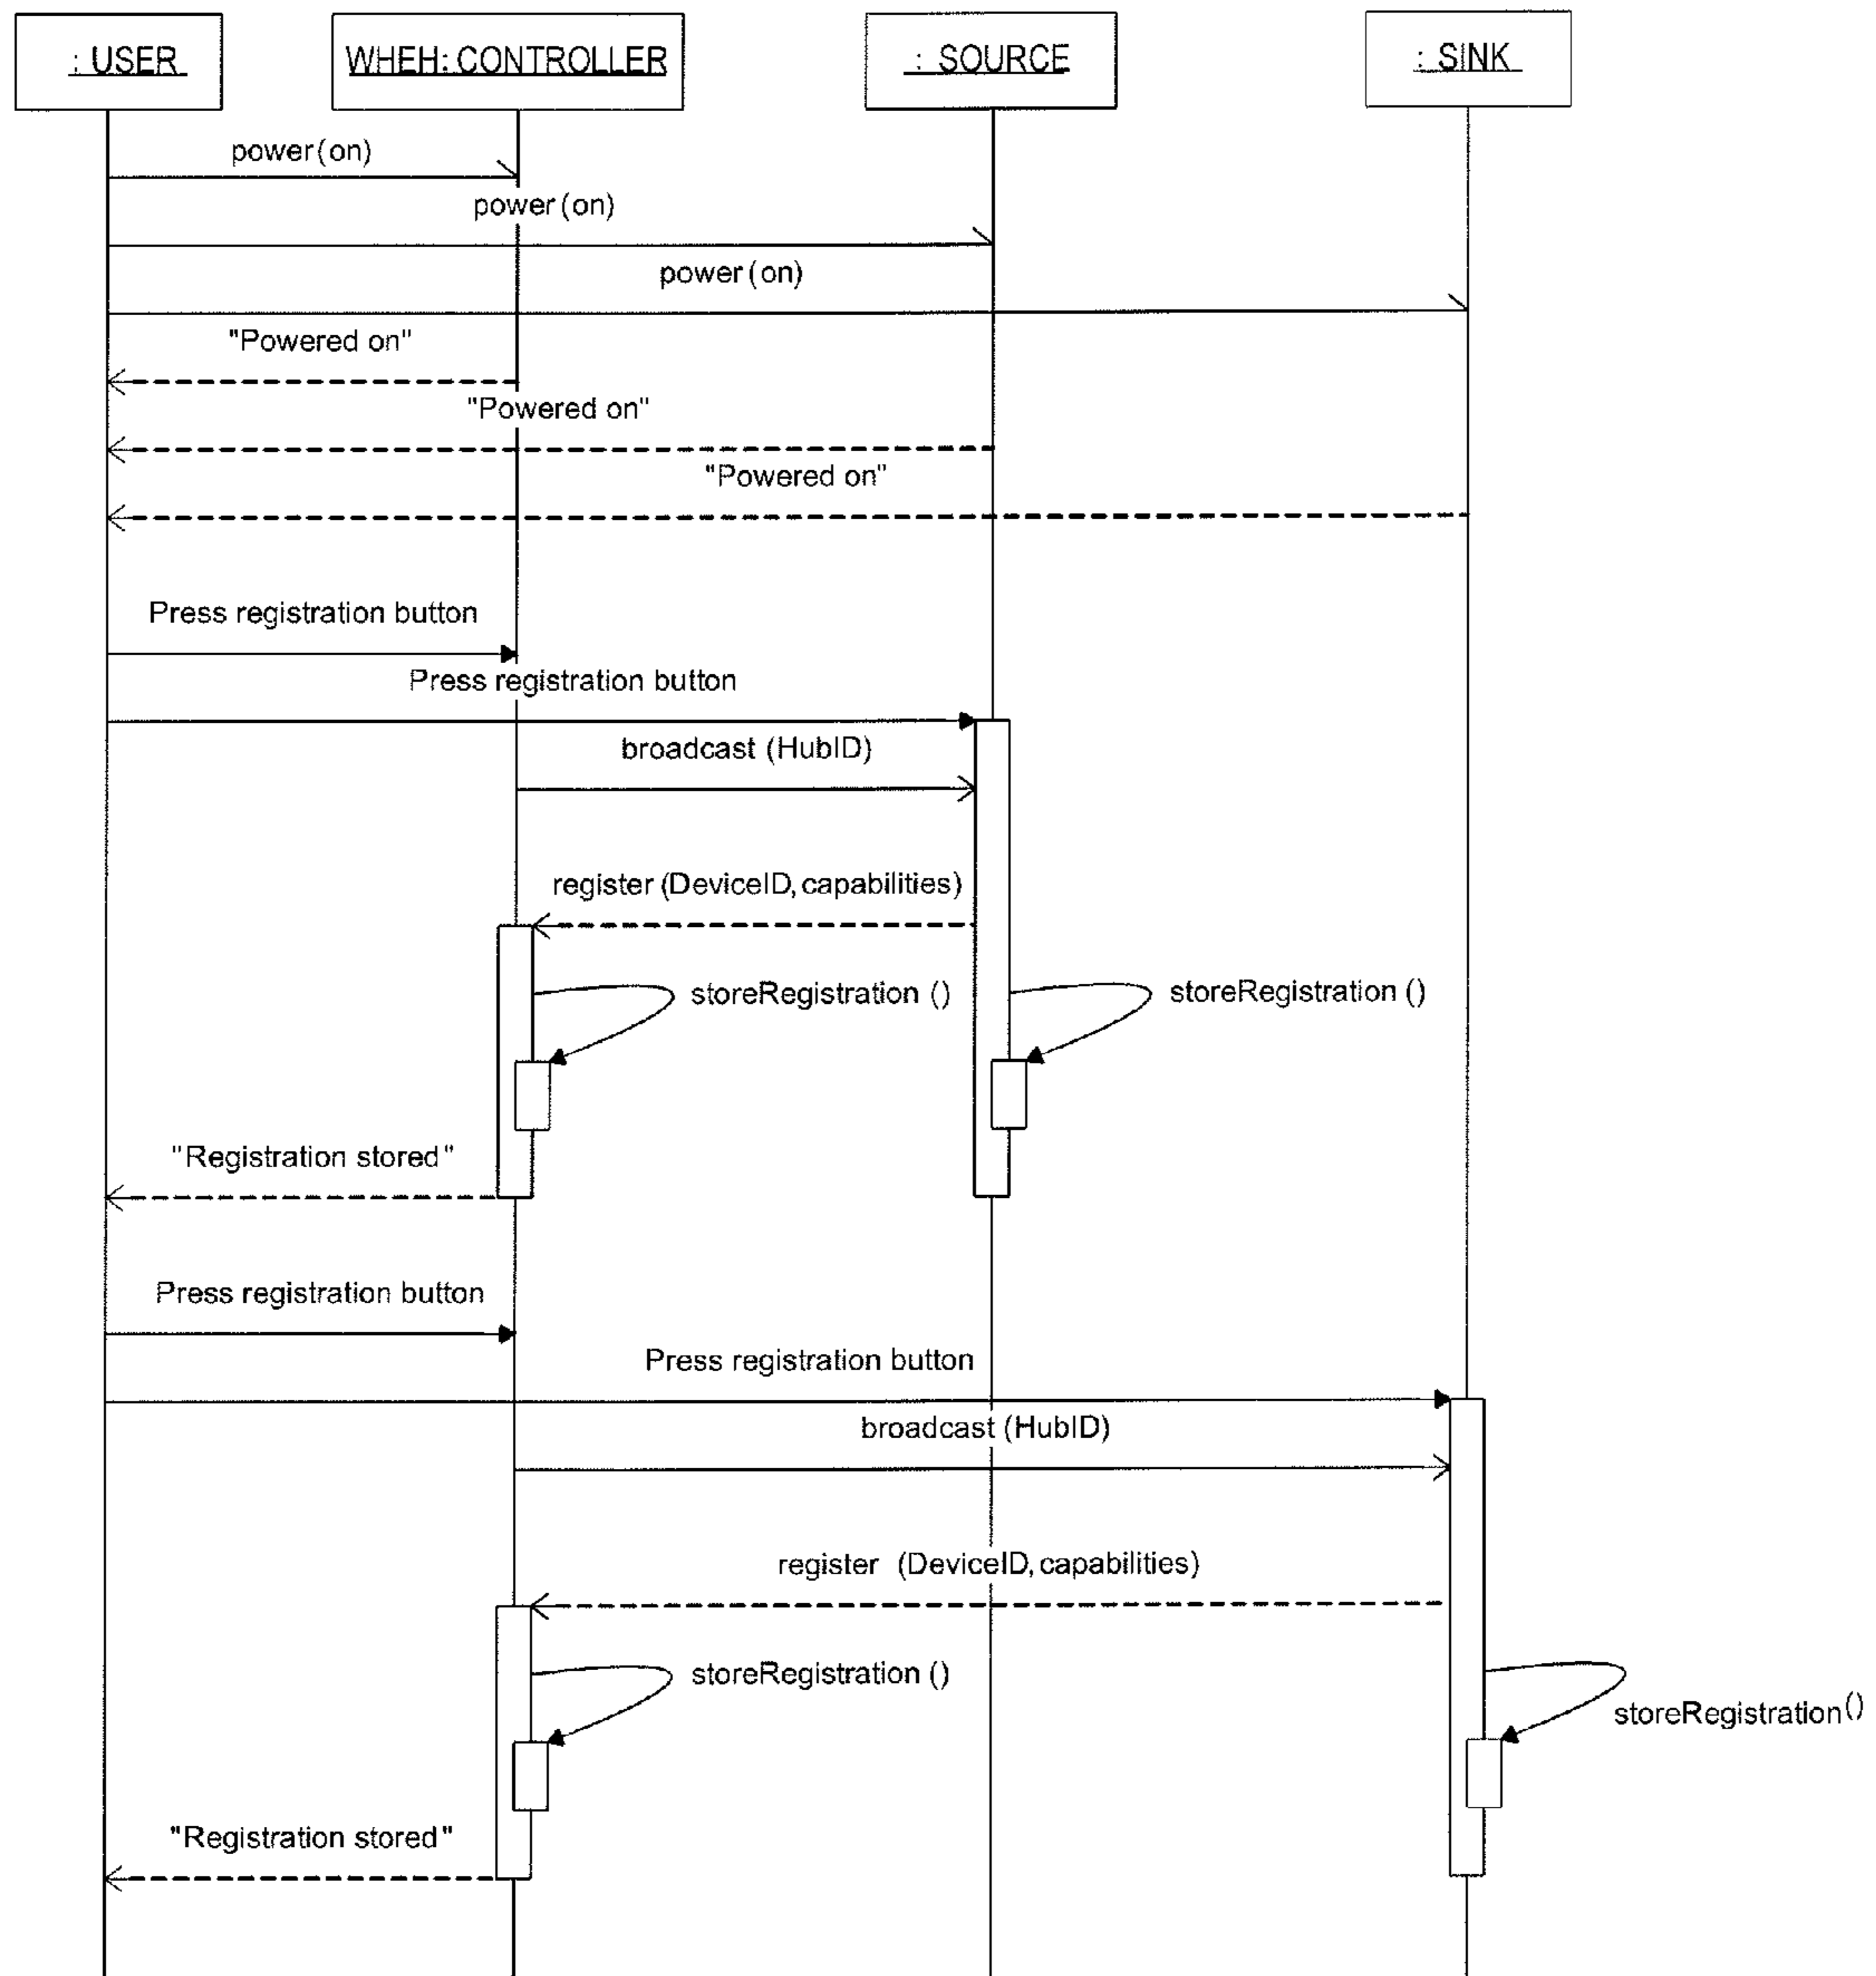 : USER
WHEH: CONTROLLER
: SOURCE
: SINK
power(on)
power(on)
power(on)
"Powered on"
"Powered on"
"Powered on"
Press registration button
Press registration button
broadcast (HubID)
register (DeviceID, capabilities)
storeRegistration ()
storeRegistration ()
"Registration stored"
Press registration button
Press registration button
broadcast (HubID)
register (DeviceID, capabilities)
storeRegistration ()
storeRegistration()
"Registration stored"